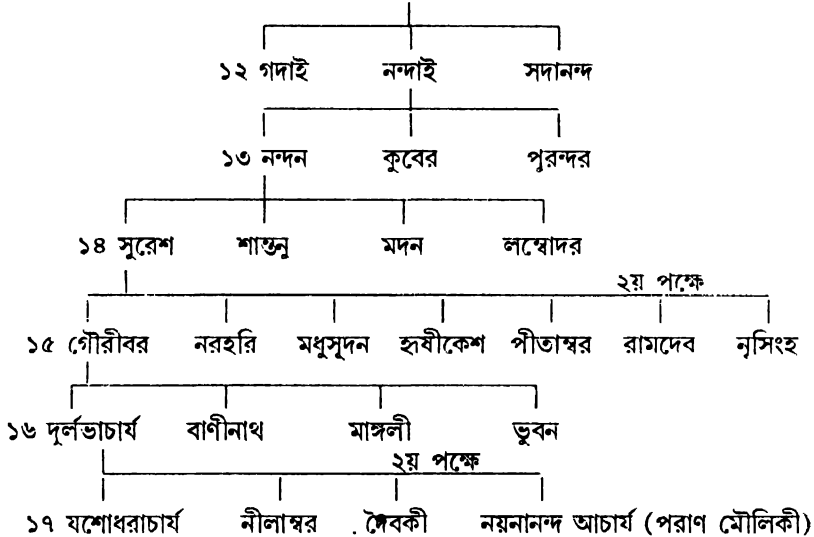 ১২ গদাই নন্দাই সদানন্দ
১৩ নন্দন কুবের পুরন্দর
১৪ সুরেশ শান্তনু মদন লম্বোদর
২য় পক্ষে
১৫ গৌরীবর নরহরি মধুসূদন হৃষীকেশ পীতাম্বর রামদেব নৃসিংহ
১৬ দুর্লভাচার্য বাণীনাথ মাঙ্গলী ভুবন
২য় পক্ষে
১৭ যশোধরাচার্য নীলাম্বর দৈবকী নয়নানন্দ আচার্য (পরাণ মৌলিকী)